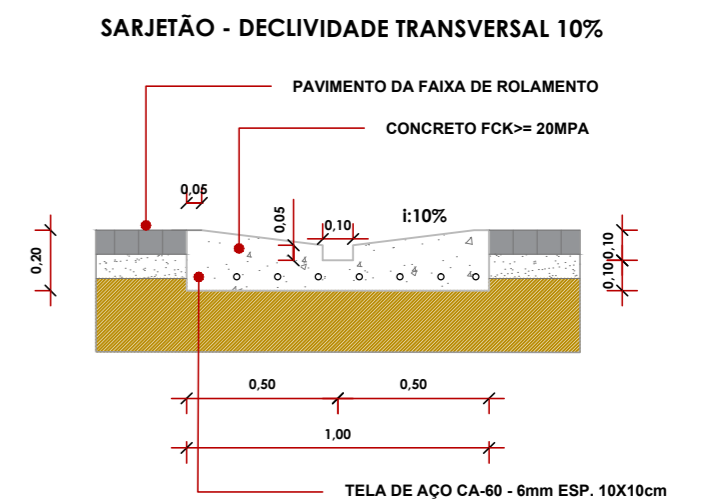 SARJETÃO - DECLIVIDADE TRANSVERSAL 10%
PAVIMENTO DA FAIXA DE ROLAMENTO
CONCRETO FCK>= 20MPA
0,05
0,05
0,10
i:10%
0,20
0,10
0,10
0,50
0,50
1,00
TELA DE AÇO CA-60 - 6mm ESP. 10X10cm